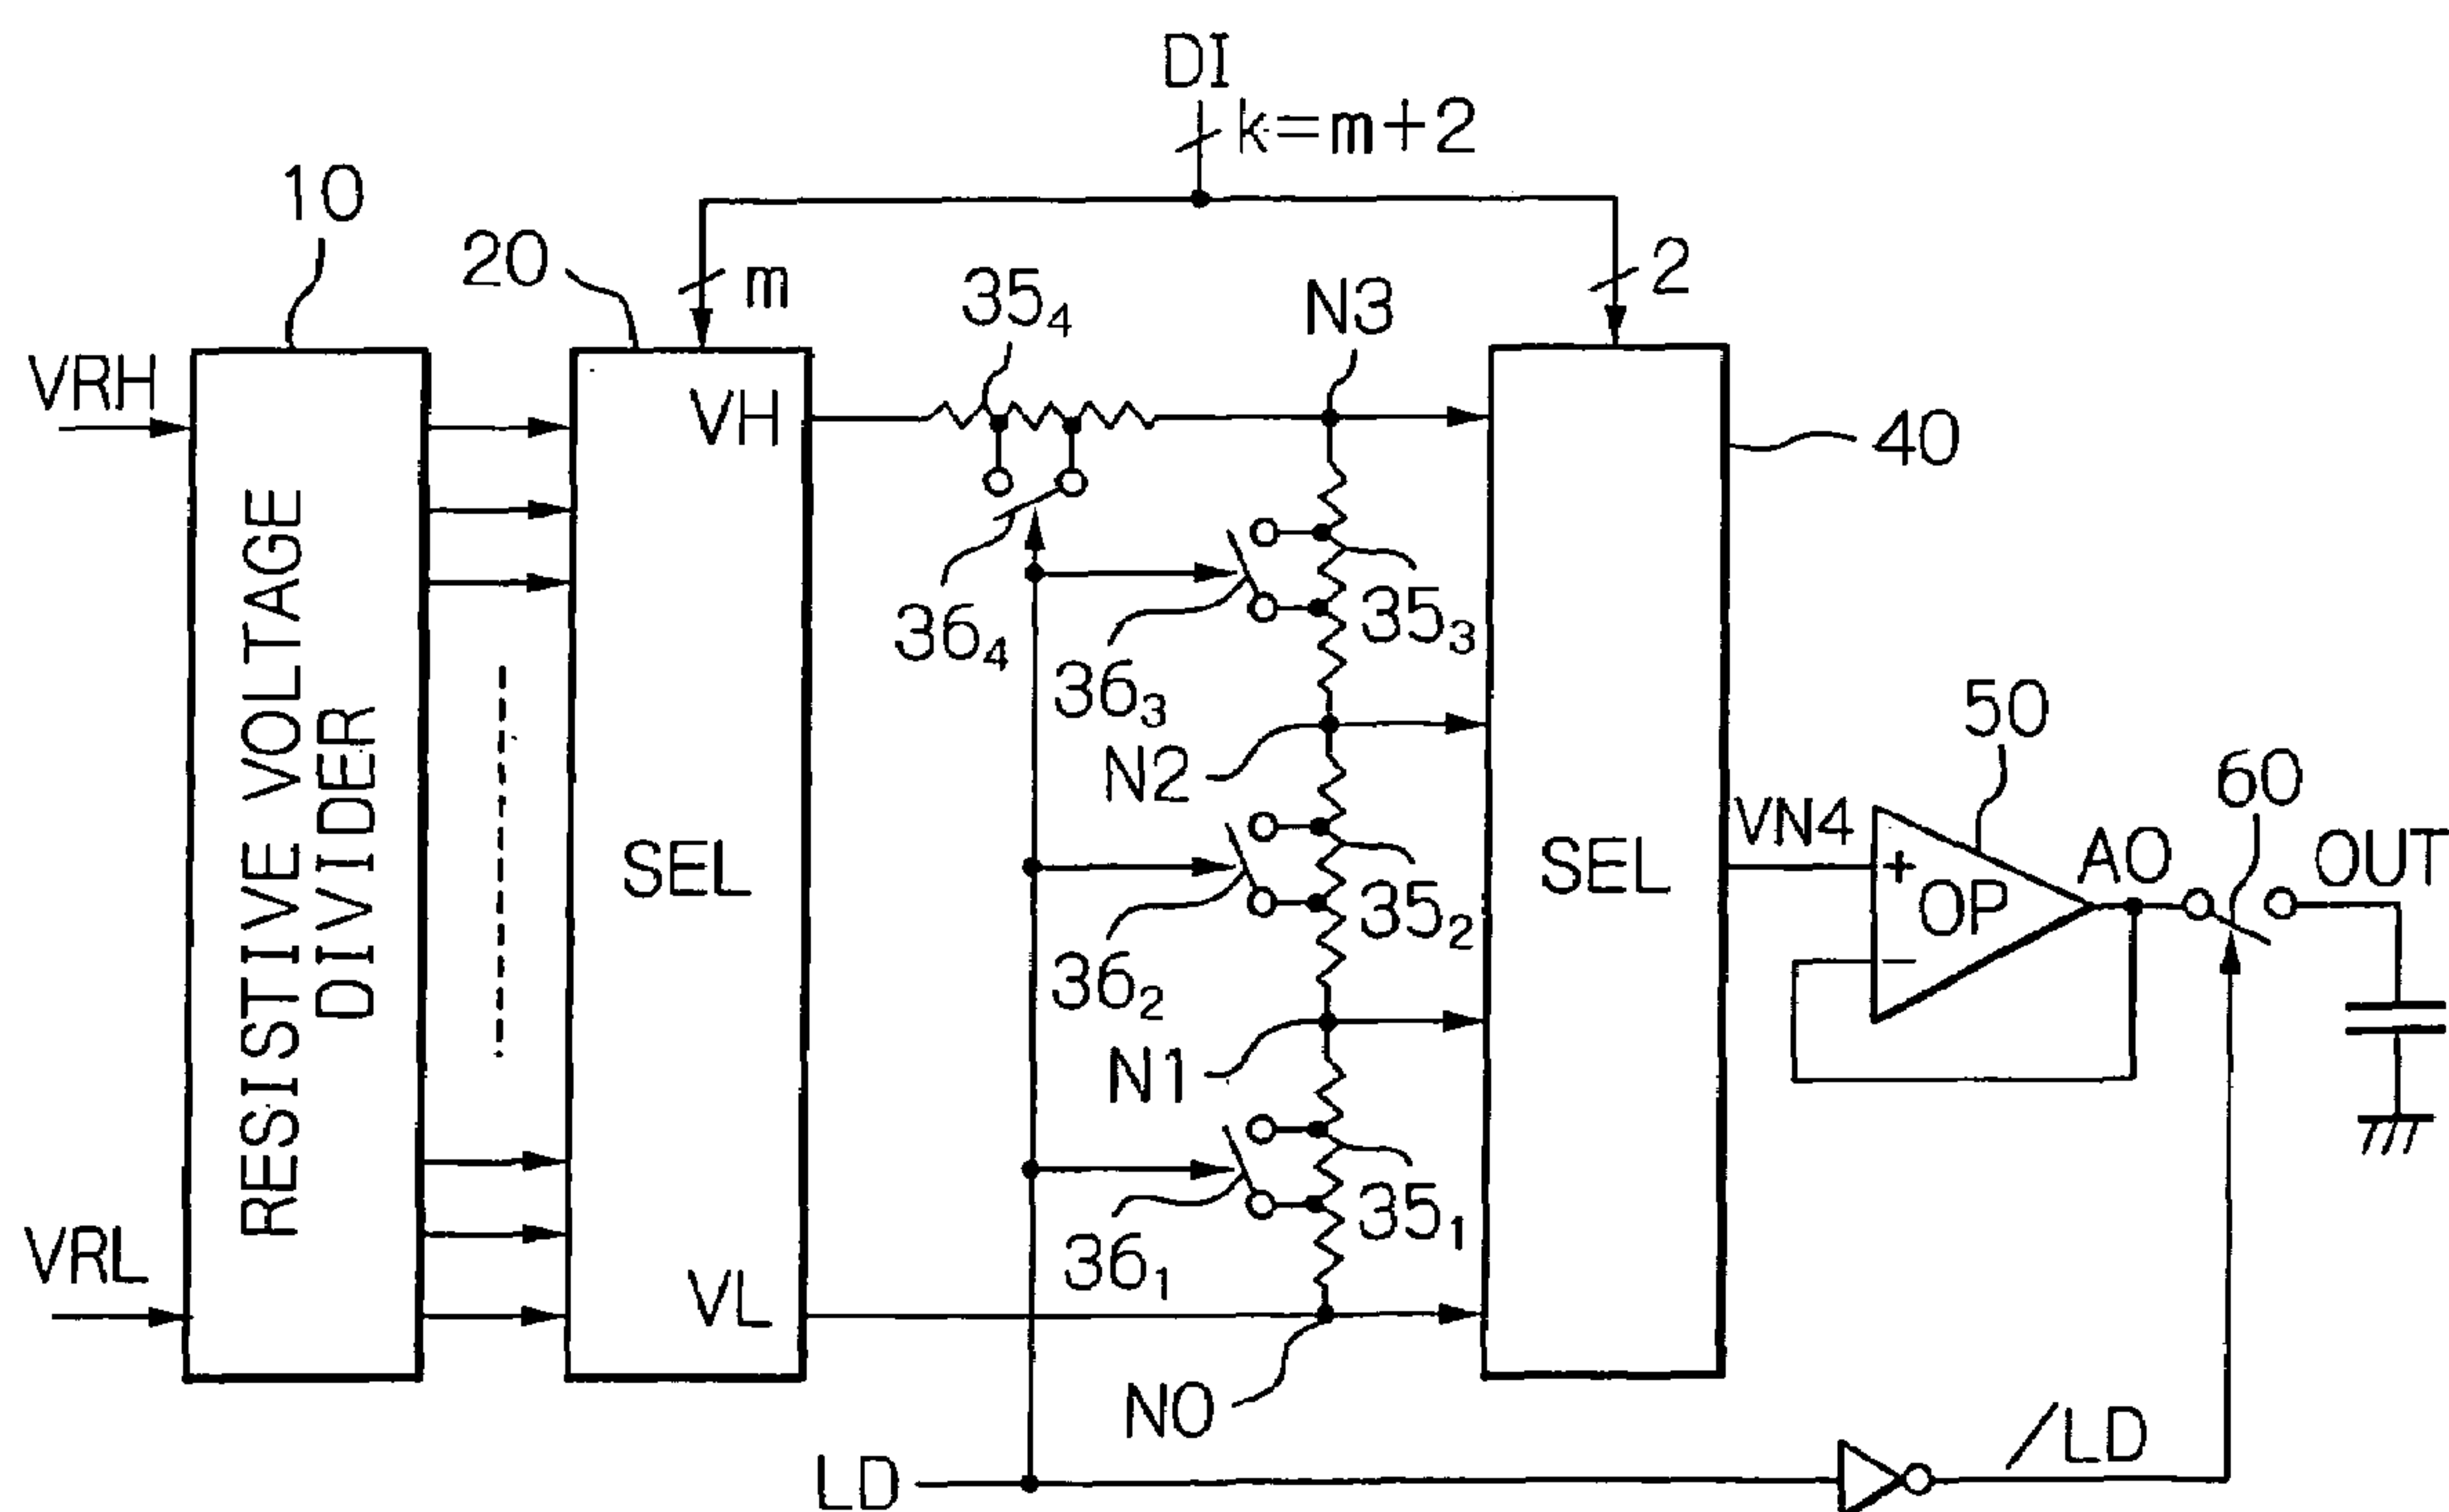 DI
k=m+2
10
20
m
35₄
N3
2
VRH
VH
40
36₄
36₃
35₃
RESISTIVE VOLTAGE
DIVIDER
N2
50
60
SEL
SEL
VN4
+
OP
−
AO
OUT
36₂
35₂
N1
36₁
35₁
VRL
VL
N0
LD
/LD